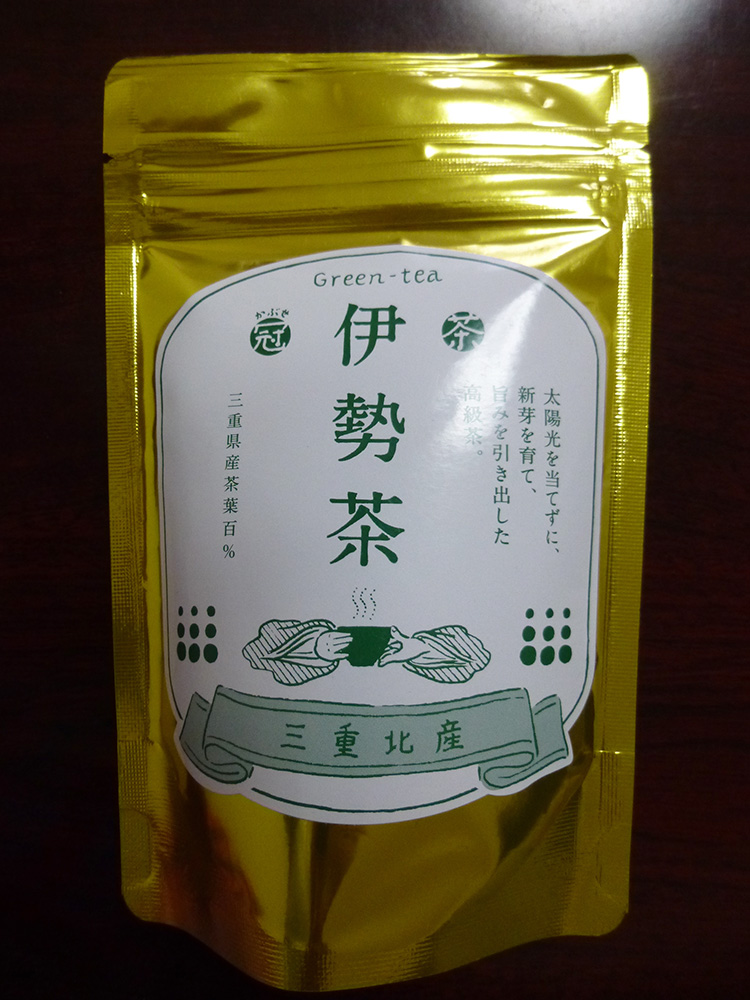 Green-tea
かぶせ
冠
茶
伊勢茶
太陽光を当てずに、
新芽を育て、
旨みを引き出した
高級茶。
三重県産茶葉百%
三重北産